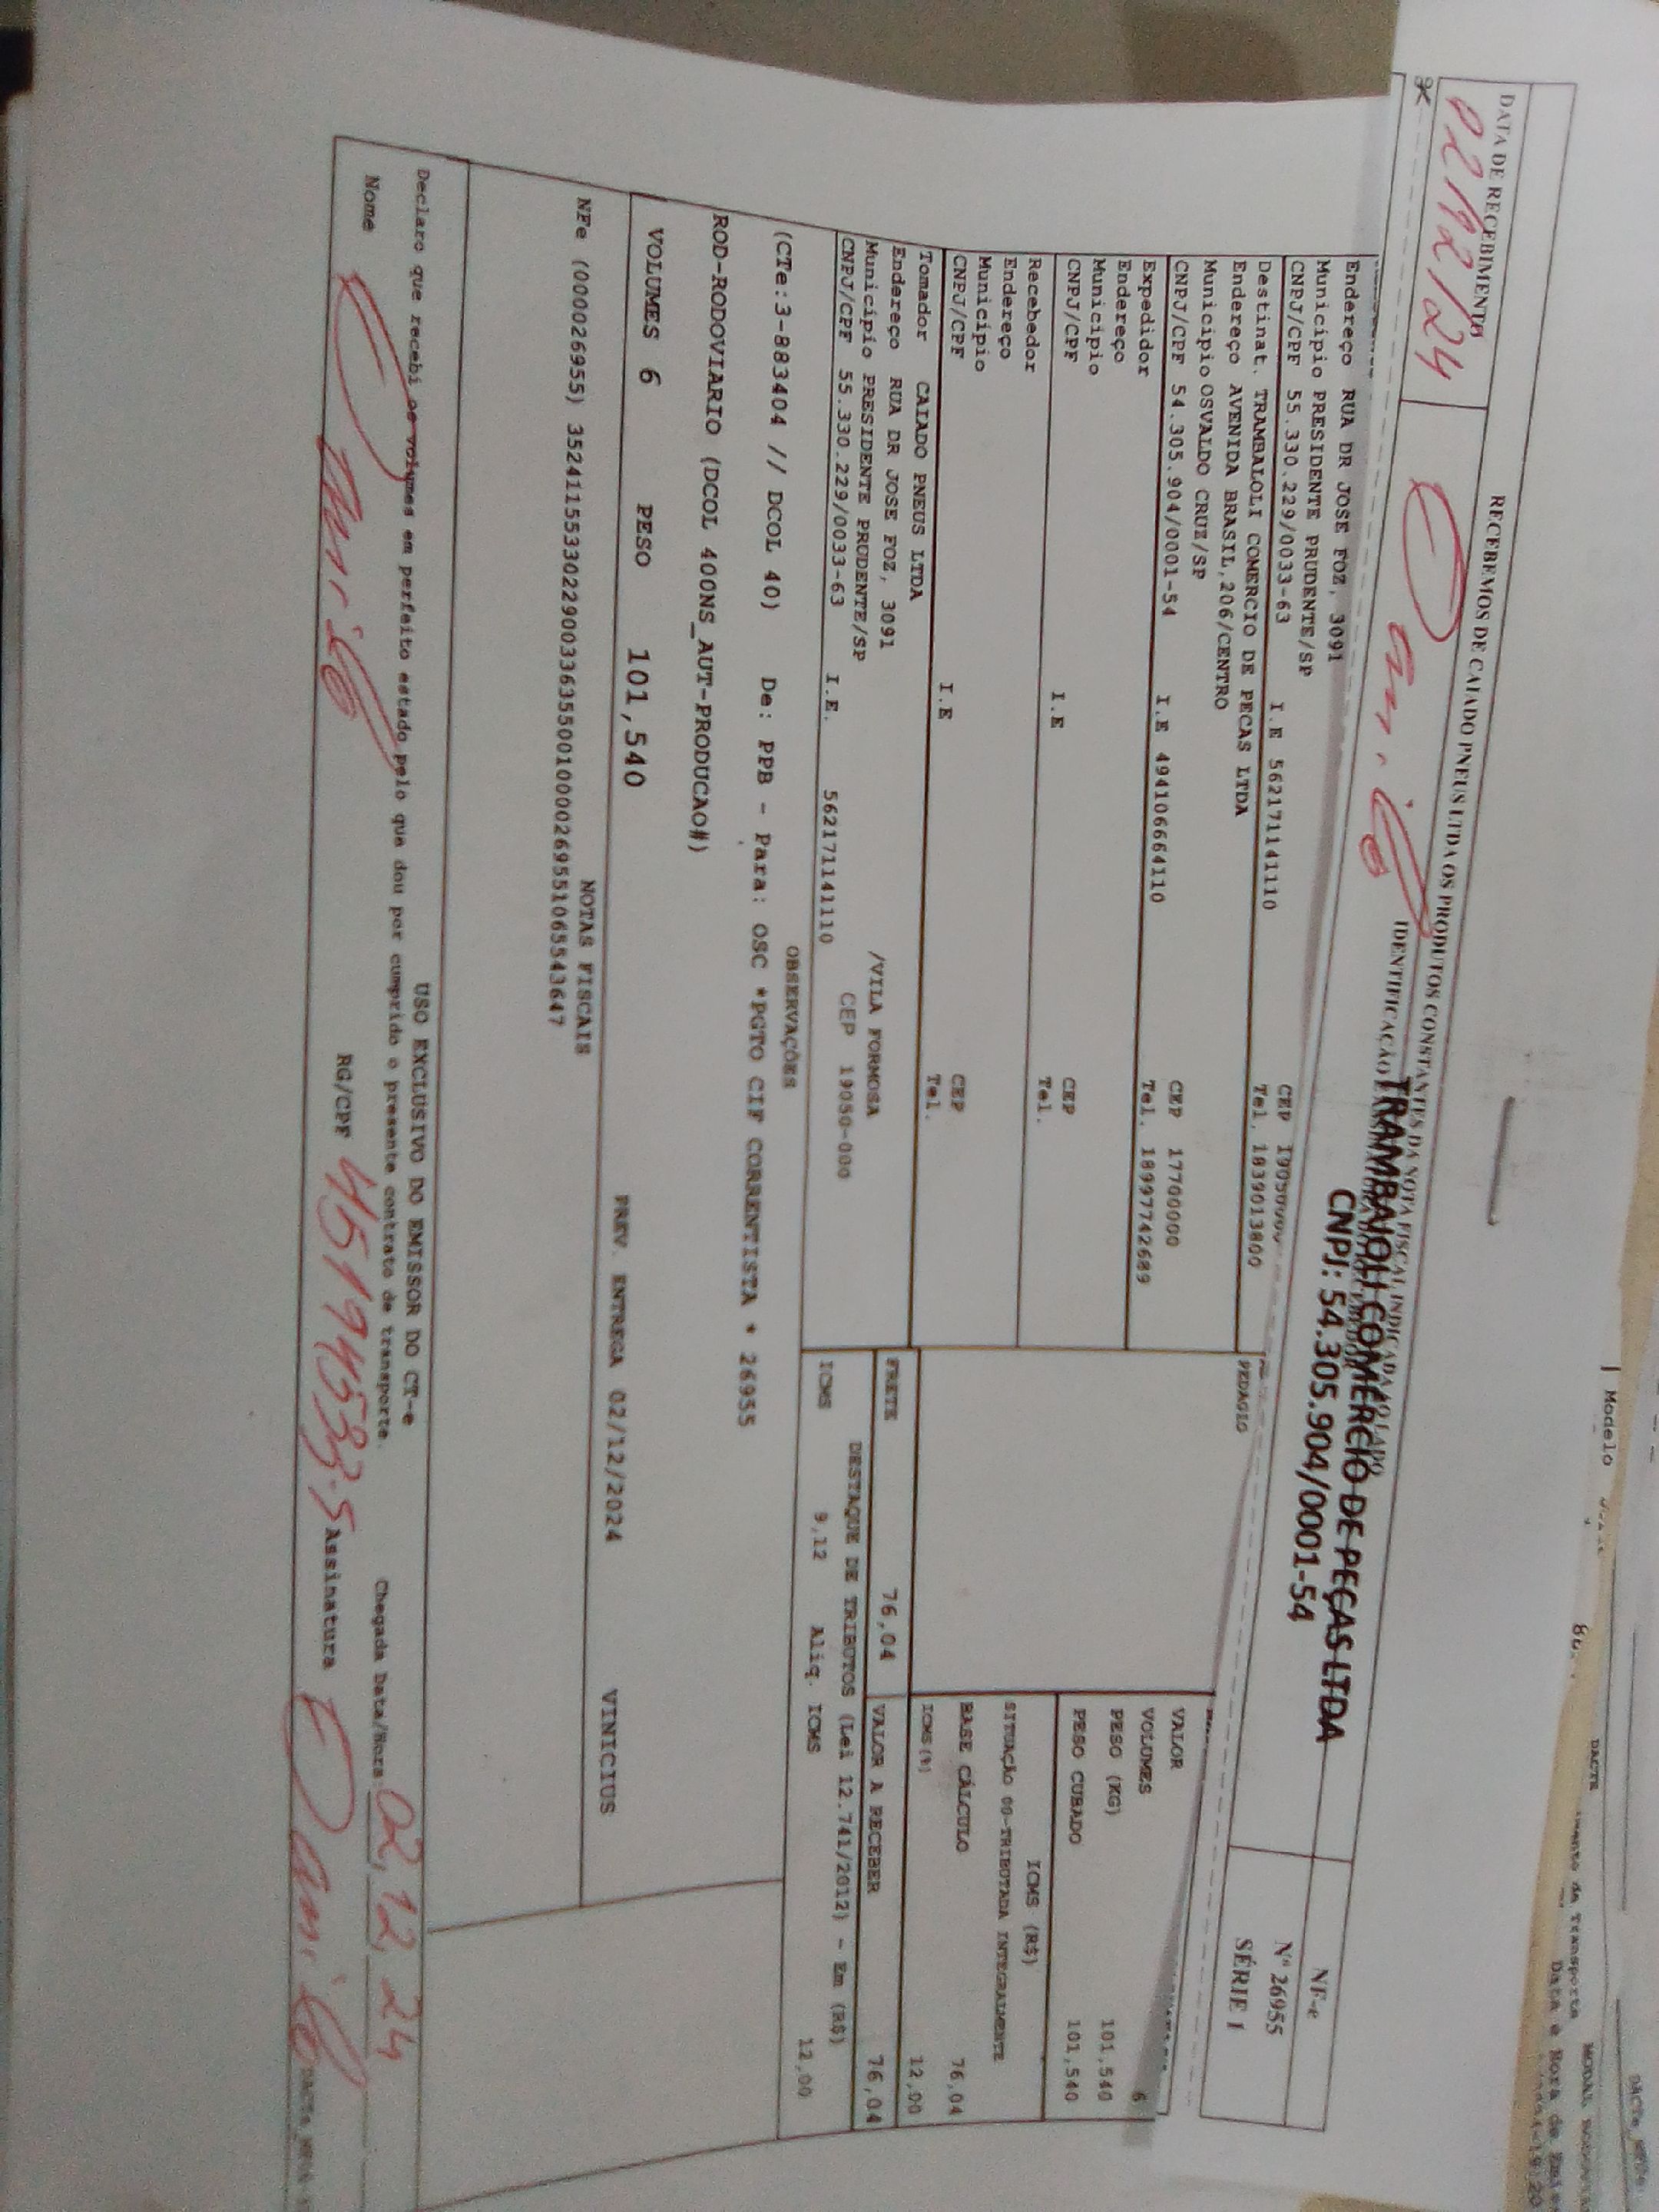 DATA DE RECEBIMENTO
02/12/24
RECEBEMOS DE CAIADO PNEUS LTDA OS PRODUTOS CONSTANTES DA NOTA FISCAL INDICADA AO LADO
IDENTIFICAÇÃO
Danilo
TRAMBAIOLI COMERCIO DE PEÇAS LTDA
CNPJ: 54.305.904/0001-54
NF-e
Nº 26955
SÉRIE 1
Modelo
DACTE
de Transporte
MODAL
Data e Hora de
Endereço RUA DR JOSE FOZ, 3091
Município PRESIDENTE PRUDENTE/SP
CNPJ/CPF 55.330.229/0033-63 I.E 562171141110 Tel. 1839013800
Destinat. TRAMBALOLI COMERCIO DE PECAS LTDA
Endereço AVENIDA BRASIL,206/CENTRO
Município OSVALDO CRUZ/SP CEP 17700000
CNPJ/CPF 54.305.904/0001-54 I.E 494106664110 Tel. 18997742689
Expedidor
Endereço
Município CEP
CNPJ/CPF I.E Tel.
Recebedor
Endereço
Município CEP
CNPJ/CPF I.E Tel.
Tomador CAIADO PNEUS LTDA
Endereço RUA DR JOSE FOZ, 3091 /VILA FORMOSA
Município PRESIDENTE PRUDENTE/SP CEP 19050-000
CNPJ/CPF 55.330.229/0033-63 I.E. 562171141110
PEDAGIO
VALOR
VOLUMES 6
PESO (KG) 101,540
PESO CUBADO 101,540
ICMS (R$)
SITUAÇÃO 00-TRIBUTADA INTEGRALMENTE
BASE CÁLCULO 76,04
ICMS(%) 12,00
FRETE 76,04
VALOR A RECEBER 76,04
DESTAQUE DE TRIBUTOS (Lei 12.741/2012) - Em (R$)
ICMS 9,12 Aliq. ICMS 12,00
OBSERVAÇÕES
(CTe:3-883404 // DCOL 40) De: PPB - Para: OSC *PGTO CIF CORRENTISTA * 26955
ROD-RODOVIARIO (DCOL 400NS_AUT-PRODUCAO#)
VOLUMES 6 PESO 101,540 PREV. ENTREGA 02/12/2024 VINICIUS
NOTAS FISCAIS
NFe (000026955) 35241155330229003363550010000269551065543647
USO EXCLUSIVO DO EMISSOR DO CT-e
Declaro que recebi os volumes em perfeito estado pelo que dou por cumprido o presente contrato de transporte.
Chegada Data/Hora 02,12,24
Nome Danilo RG/CPF Assinatura Danilo